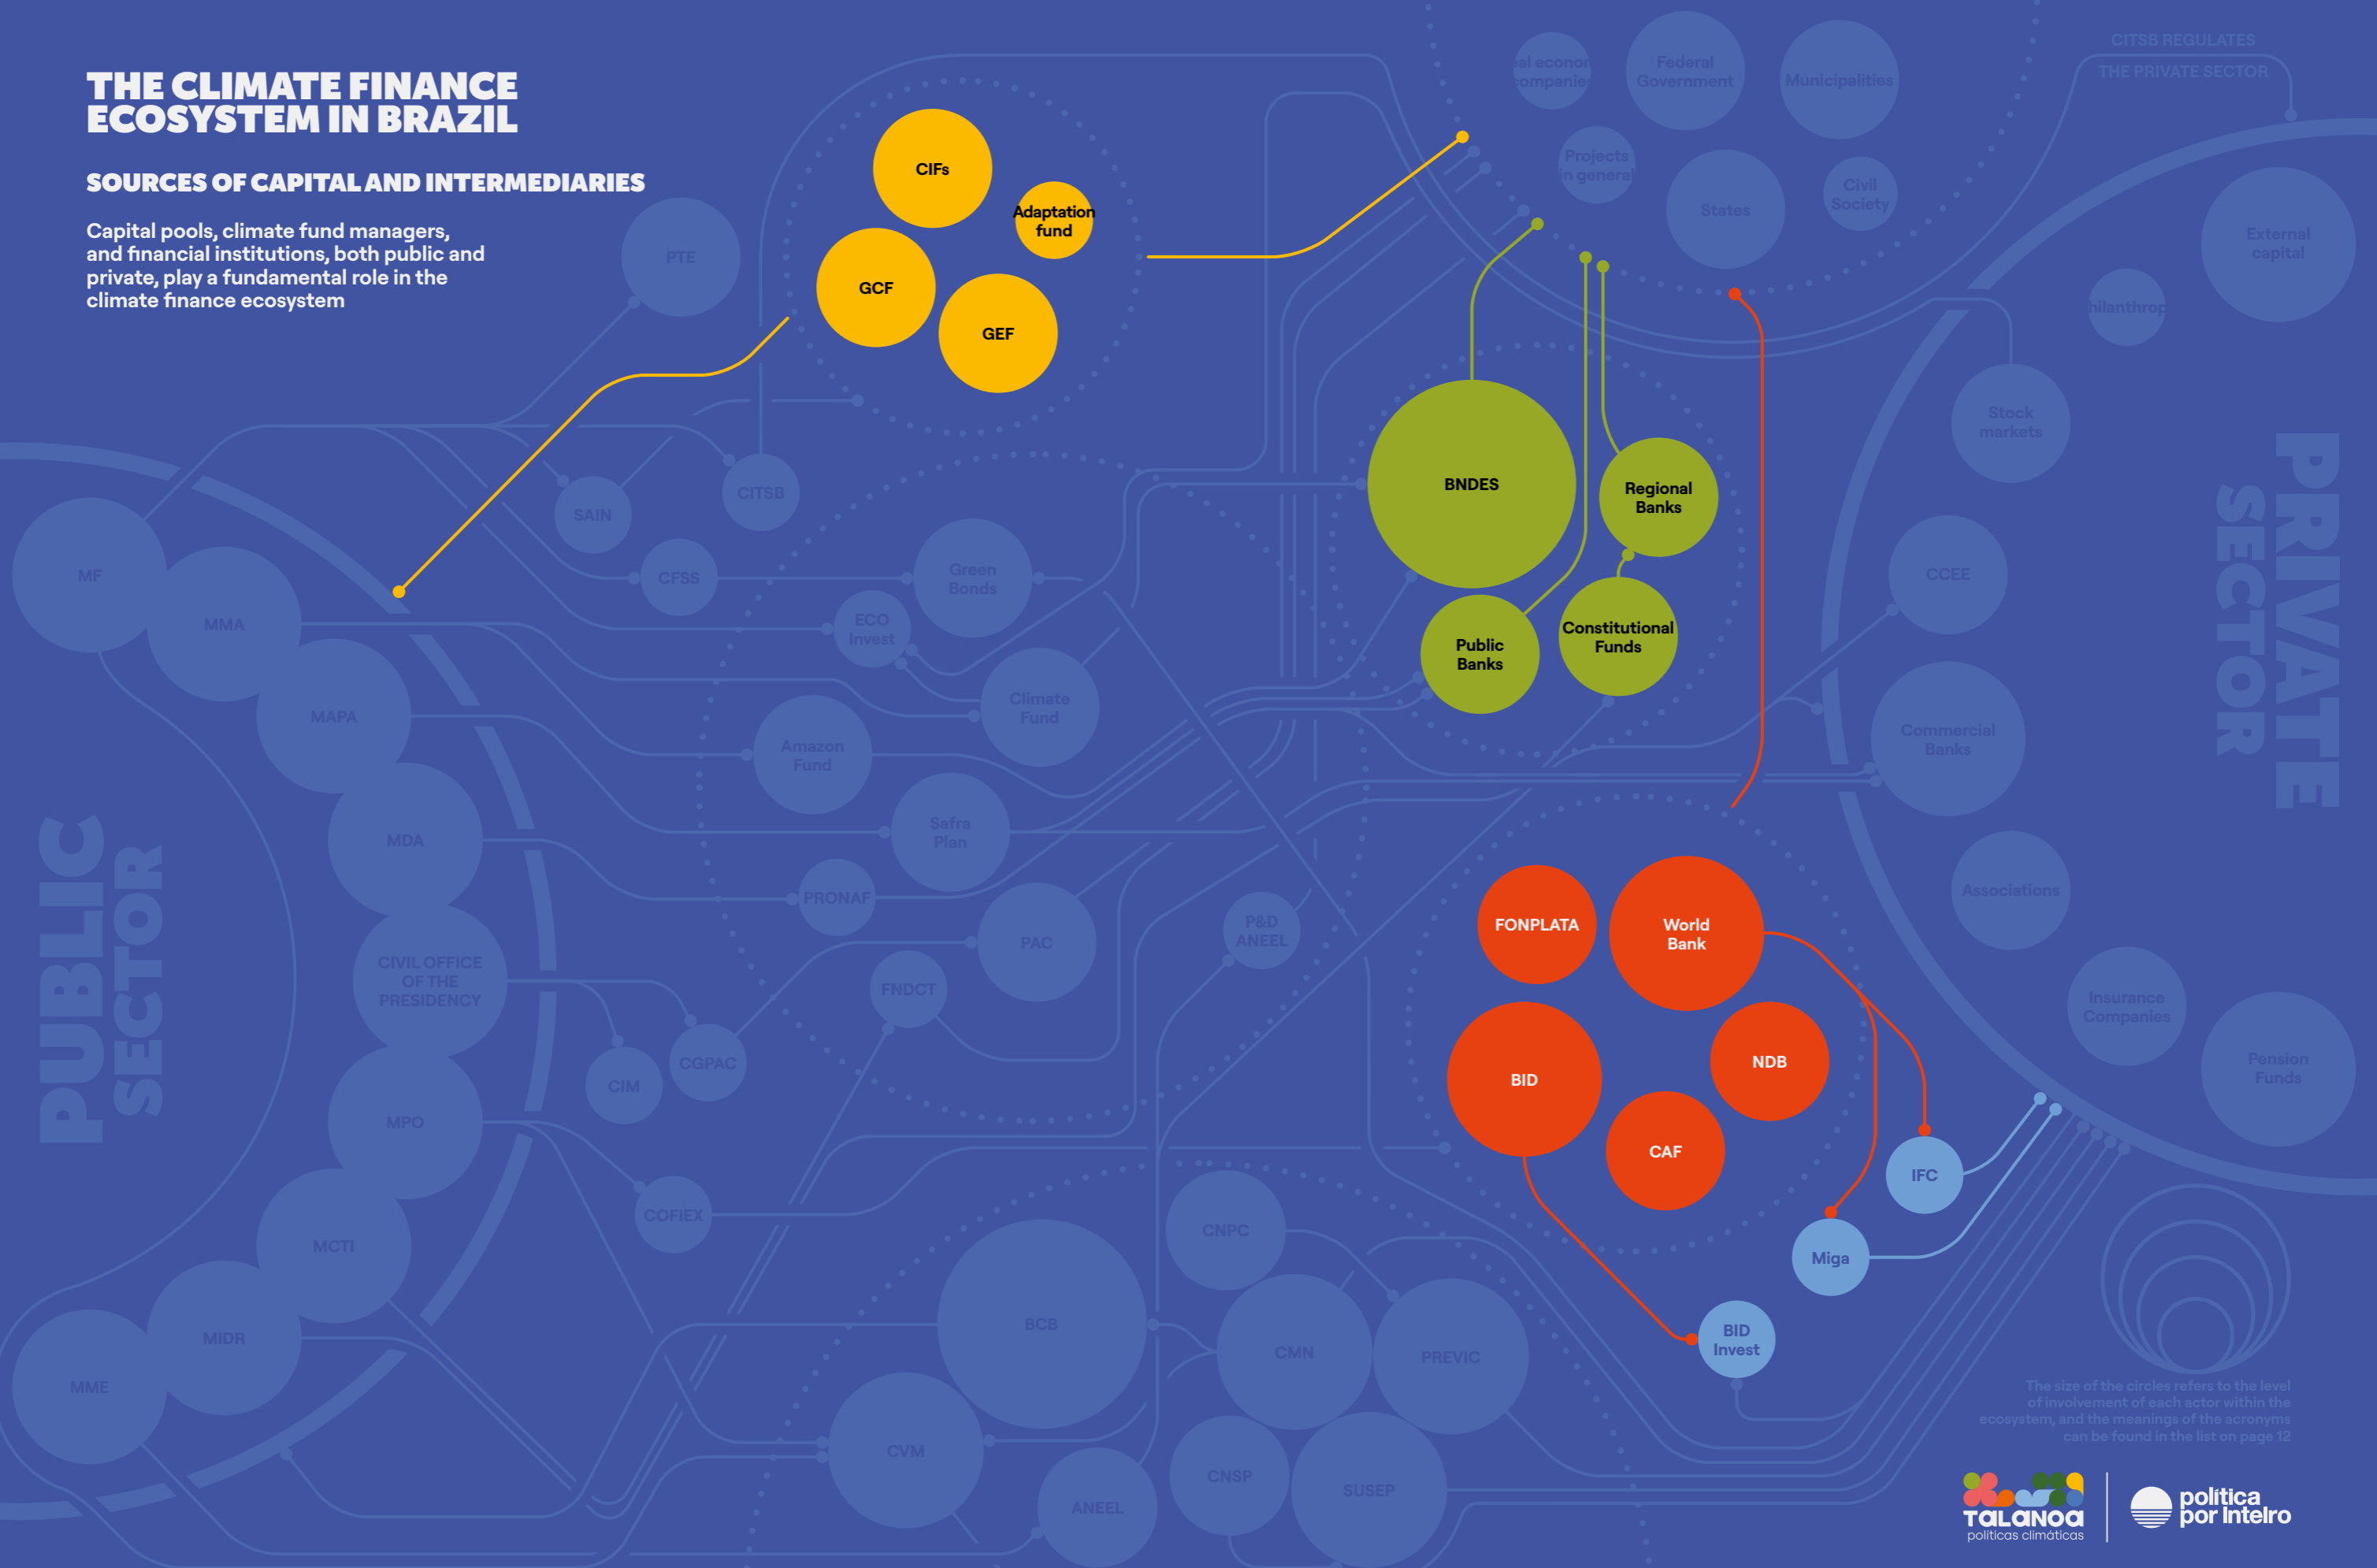 THE CLIMATE FINANCE
ECOSYSTEM IN BRAZIL
SOURCES OF CAPITAL AND INTERMEDIARIES
Capital pools, climate fund managers,
and financial institutions, both public and
private, play a fundamental role in the
climate finance ecosystem
CITSB REGULATES
THE PRIVATE SECTOR
CIFs
Adaptation
fund
GCF
GEF
PTE
al econom
companies
Federal
Government
Municipalities
Projects
in general
States
Civil
Society
External
capital
hilanthrop
Stock
markets
PRIVATE
SECTOR
CCEE
Commercial
Banks
Associations
Insurance
Companies
Pension
Funds
BNDES
Regional
Banks
Public
Banks
Constitutional
Funds
SAIN
CITSB
CFSS
Green
Bonds
ECO
Invest
Climate
Fund
Amazon
Fund
Safra
Plan
PRONAF
PAC
FNDCT
P&D
ANEEL
MF
MMA
MAPA
MDA
CIVIL OFFICE
OF THE
PRESIDENCY
MPO
MCTI
MIDR
MME
PUBLIC
SECTOR
CIM
CGPAC
COFIEX
FONPLATA
World
Bank
BID
NDB
CAF
IFC
Miga
BID
Invest
CNPC
BCB
CMN
PREVIC
CVM
CNSP
SUSEP
ANEEL
The size of the circles refers to the level
of involvement of each actor within the
ecosystem, and the meanings of the acronyms
can be found in the list on page 12
TALANOA
políticas climáticas
política
por inteiro